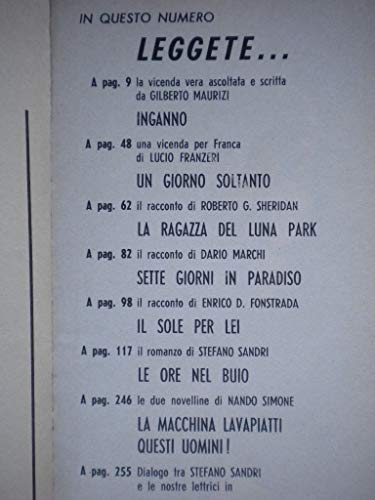 IN QUESTO NUMERO
LEGGETE...
A pag. 9 la vicenda vera ascoltata e scritta
da GILBERTO MAURIZI
INGANNO
A pag. 48 una vicenda per Franca
di LUCIO FRANZERI
UN GIORNO SOLTANTO
A pag. 62 il racconto di ROBERTO G. SHERIDAN
LA RAGAZZA DEL LUNA PARK
A pag. 82 il racconto di DARIO MARCHI
SETTE GIORNI iN PARADISO
A pag. 98 il racconto di ENRICO D. FONSTRADA
IL SOLE PER LEI
A pag. 117 il romanzo di STEFANO SANDRI
LE ORE NEL BUIO
A pag. 246 le due novelline di NANDO SIMONE
LA MACCHINA LAVAPIATTI
QUESTI UOMINI!
A pag. 255 Dialogo tra STEFANO SANDRI
e le nostre lettrici in